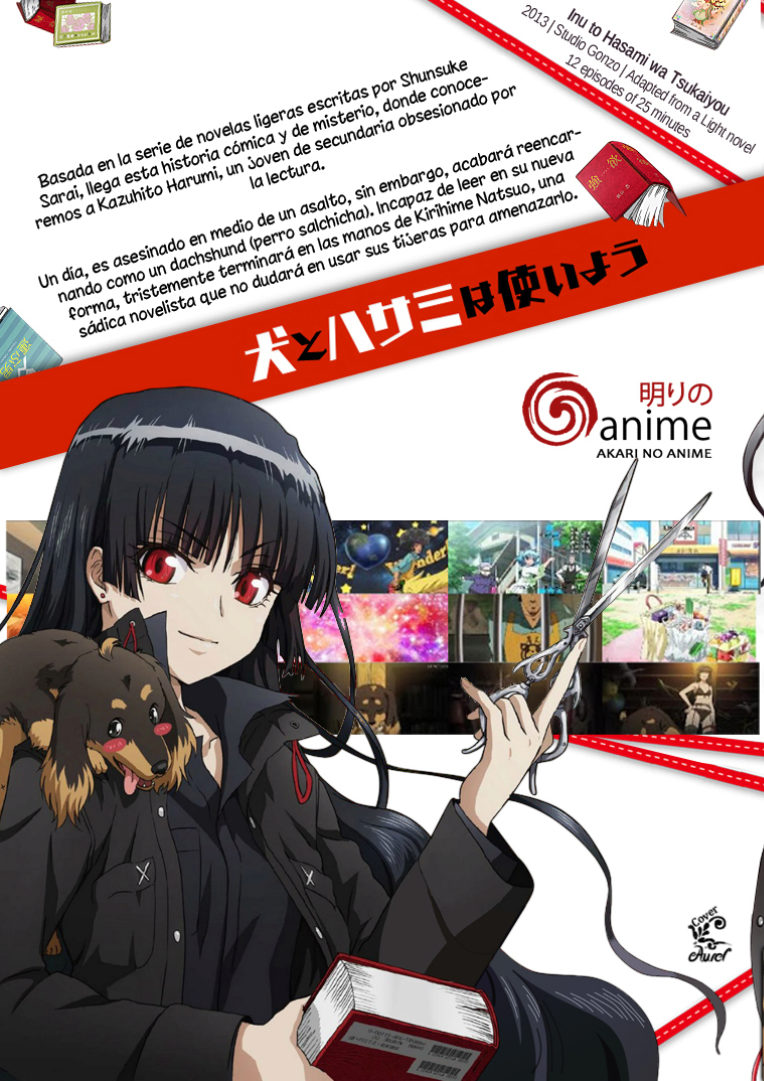 Inu to Hasami wa Tsukaiyou
2013 | Studio Gonzo | Adapted from a Light novel
12 episodes of 25 minutes
Basada en la serie de novelas ligeras escritas por Shunsuke
Sarai, llega esta historia cómica y de misterio, donde conoce-
remos a Kazuhito Harumi, un joven de secundaria obsesionado por
la lectura.
Un día, es asesinado en medio de un asalto, sin embargo, acabará reencar-
nando como un dachshund (perro salchicha). Incapaz de leer en su nueva
forma, tristemente terminará en las manos de Kirihime Natsuo, una
sádica novelista que no dudará en usar sus tijeras para amenazarlo.
強欲
犬とハサミは使いよう
明りの
anime
AKARI NO ANIME
Cover
Aurol